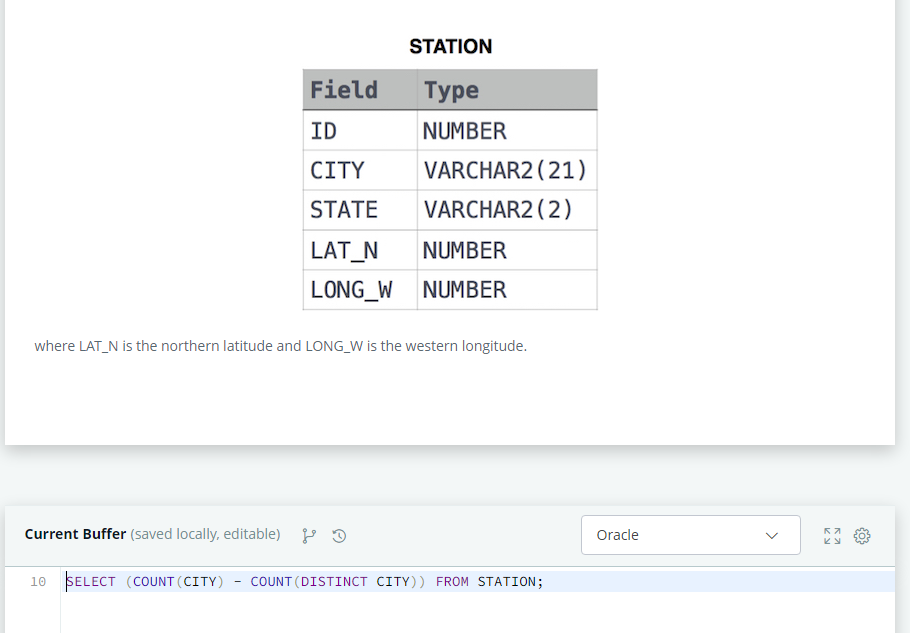 STATION
Field Type
ID NUMBER
CITY VARCHAR2(21)
STATE VARCHAR2(2)
LAT_N NUMBER
LONG_W NUMBER
where LAT_N is the northern latitude and LONG_W is the western longitude.
Current Buffer (saved locally, editable) Oracle
10 SELECT (COUNT(CITY) - COUNT(DISTINCT CITY)) FROM STATION;